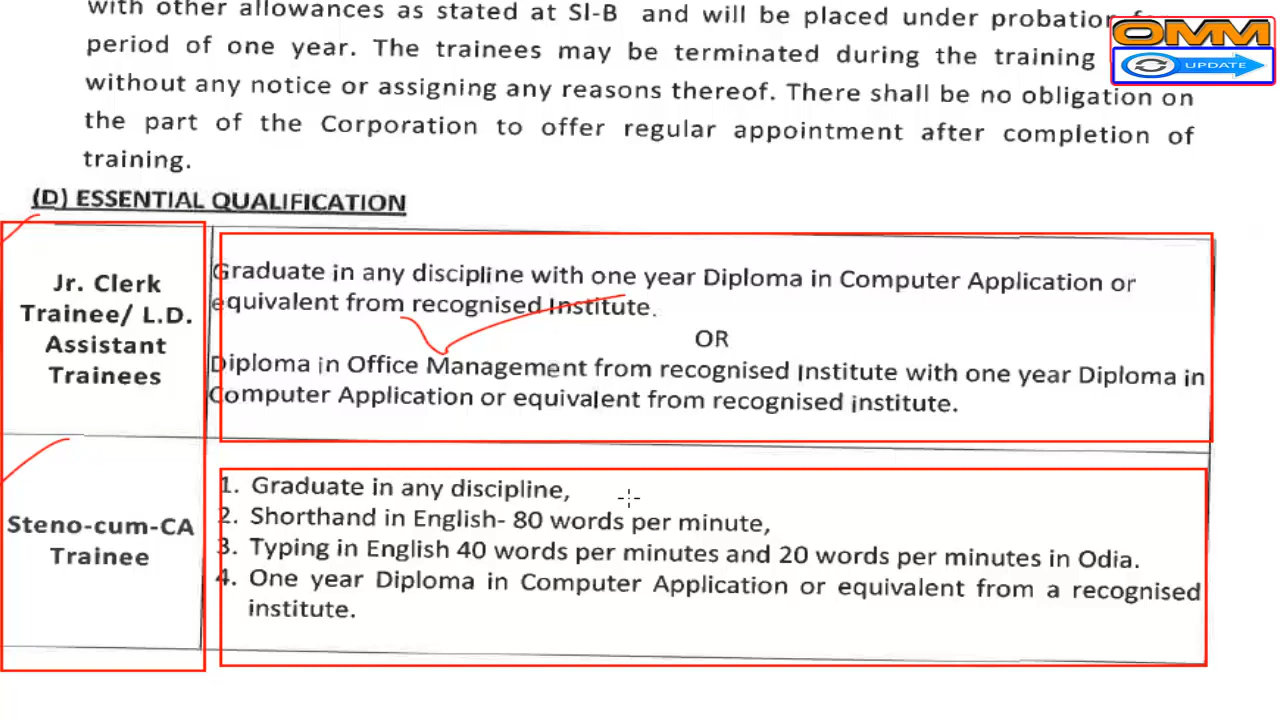 with other allowances as stated at Sl-B and will be placed under probation
period of one year. The trainees may be terminated during the training
without any notice or assigning any reasons thereof. There shall be no obligation on
the part of the Corporation to offer regular appointment after completion of
training.
(D) ESSENTIAL QUALIFICATION
Jr. Clerk
Trainee/ L.D.
Assistant
Trainees
Graduate in any discipline with one year Diploma in Computer Application or
equivalent from recognised Institute.
OR
Diploma in Office Management from recognised Institute with one year Diploma in
Computer Application or equivalent from recognised institute.
Steno-cum-CA
Trainee
1. Graduate in any discipline,
2. Shorthand in English- 80 words per minute,
3. Typing in English 40 words per minutes and 20 words per minutes in Odia.
4. One year Diploma in Computer Application or equivalent from a recognised
institute.
OMM
UPDATE